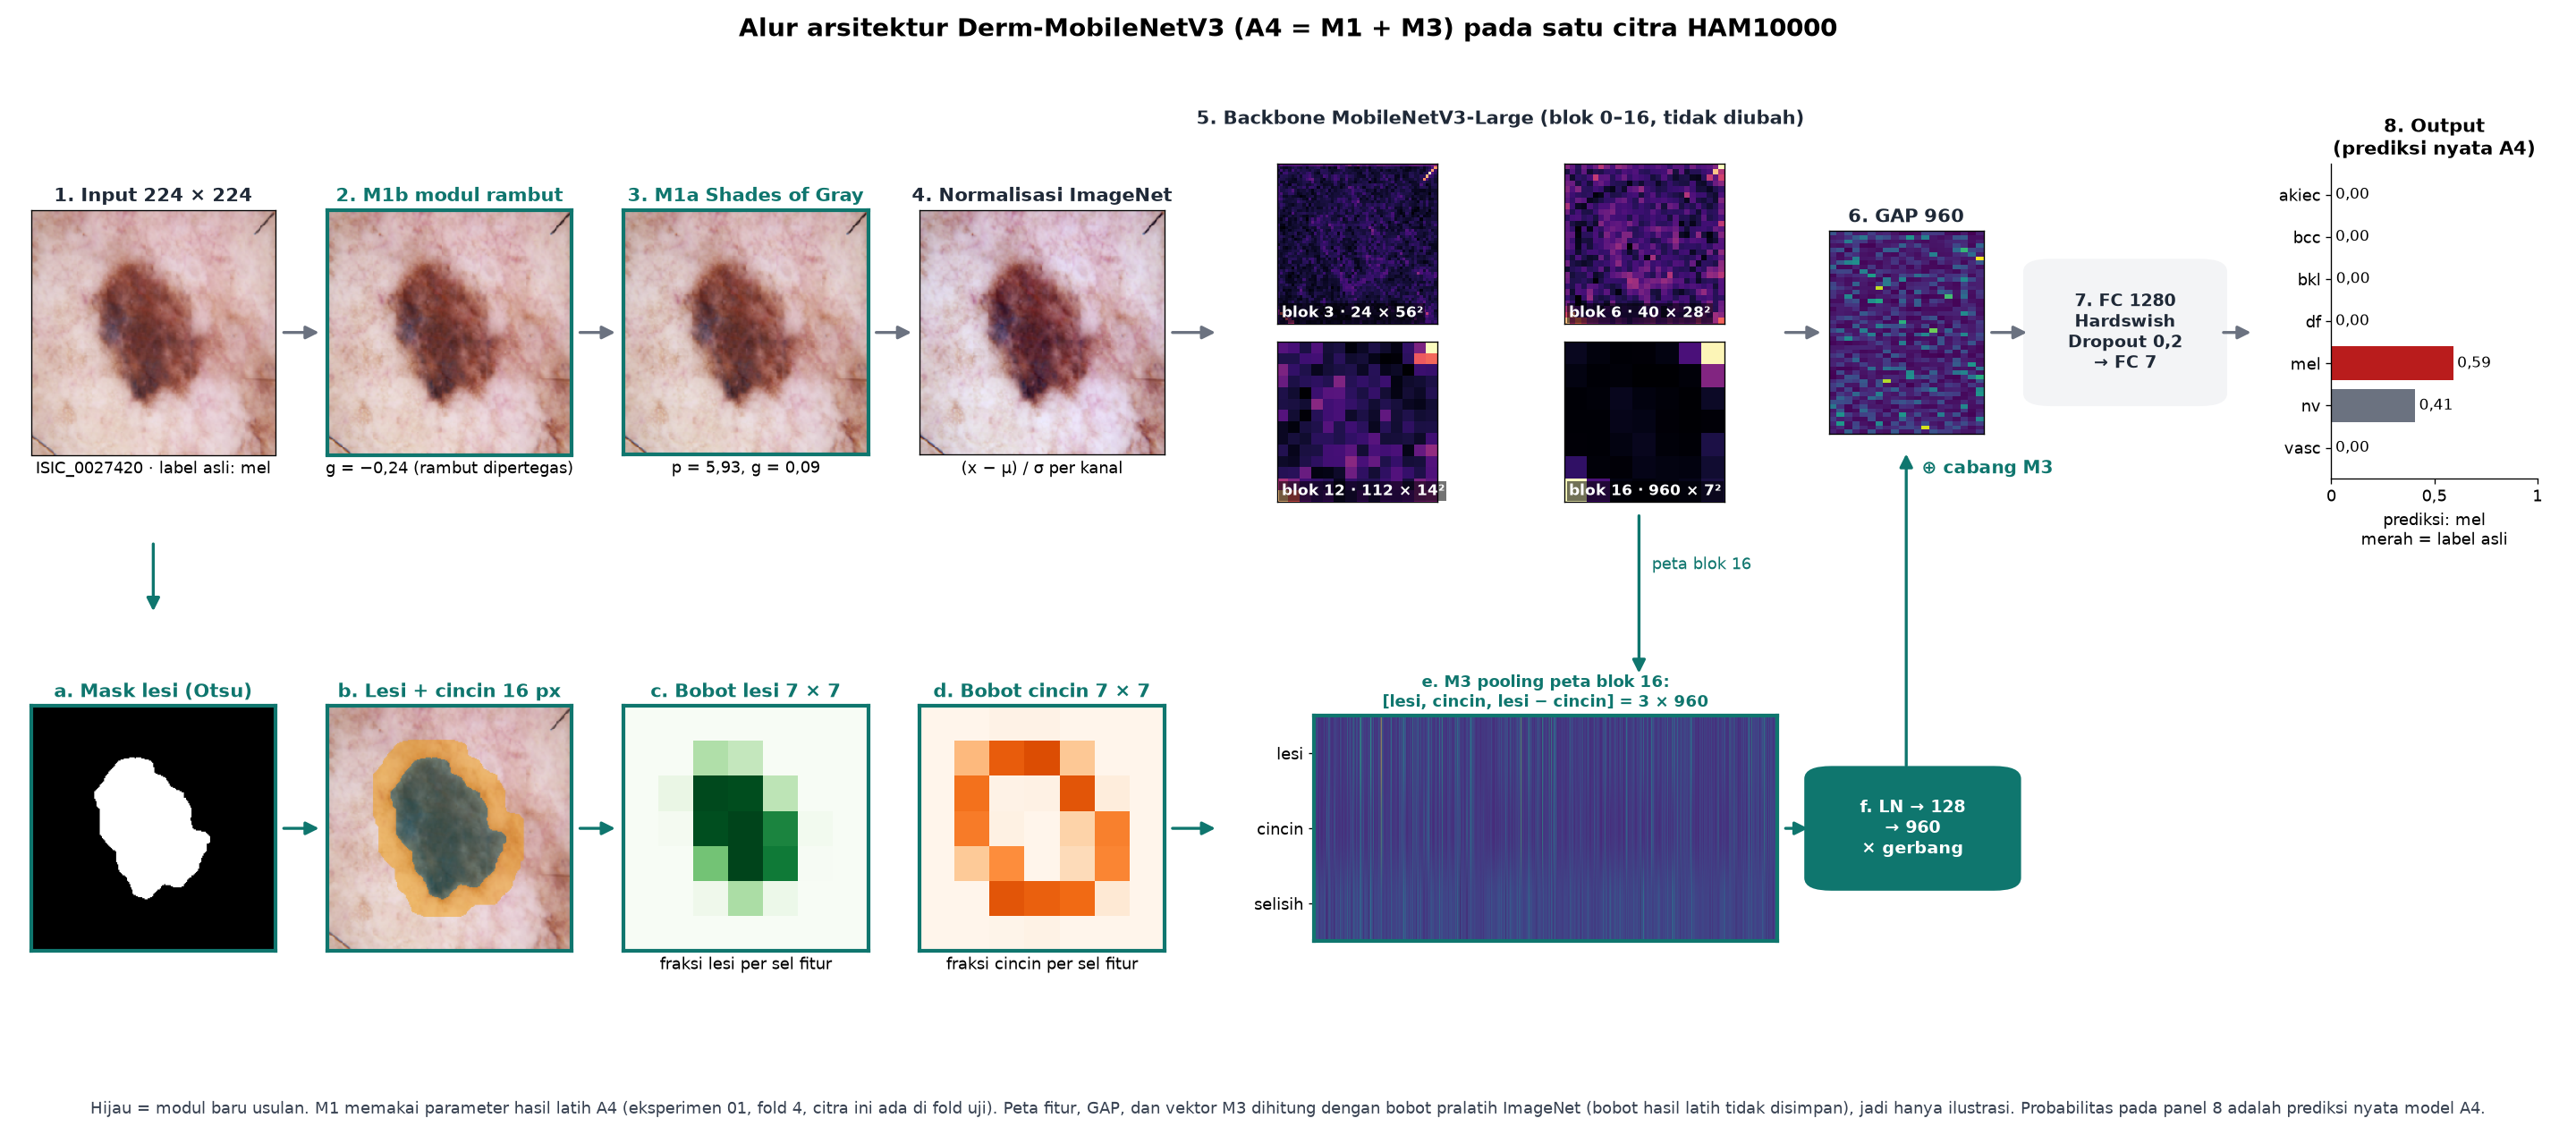 Alur arsitektur Derm-MobileNetV3 (A4 = M1 + M3) pada satu citra HAM10000
1. Input 224 × 224
ISIC_0027420 · label asli: mel
2. M1b modul rambut
g = −0,24 (rambut dipertegas)
3. M1a Shades of Gray
p = 5,93, g = 0,09
4. Normalisasi ImageNet
(x − μ) / σ per kanal
5. Backbone MobileNetV3-Large (blok 0–16, tidak diubah)
blok 3 · 24 × 56²
blok 6 · 40 × 28²
blok 12 · 112 × 14²
blok 16 · 960 × 7²
6. GAP 960
⊕ cabang M3
7. FC 1280
Hardswish
Dropout 0,2
→ FC 7
8. Output
(prediksi nyata A4)
akiec 0,00
bcc 0,00
bkl 0,00
df 0,00
mel 0,59
nv 0,41
vasc 0,00
0 0,5 1
prediksi: mel
merah = label asli
peta blok 16
a. Mask lesi (Otsu)
b. Lesi + cincin 16 px
c. Bobot lesi 7 × 7
fraksi lesi per sel fitur
d. Bobot cincin 7 × 7
fraksi cincin per sel fitur
e. M3 pooling peta blok 16:
[lesi, cincin, lesi − cincin] = 3 × 960
lesi
cincin
selisih
f. LN → 128
→ 960
× gerbang
Hijau = modul baru usulan. M1 memakai parameter hasil latih A4 (eksperimen 01, fold 4, citra ini ada di fold uji). Peta fitur, GAP, dan vektor M3 dihitung dengan bobot pralatih ImageNet (bobot hasil latih tidak disimpan), jadi hanya ilustrasi. Probabilitas pada panel 8 adalah prediksi nyata model A4.